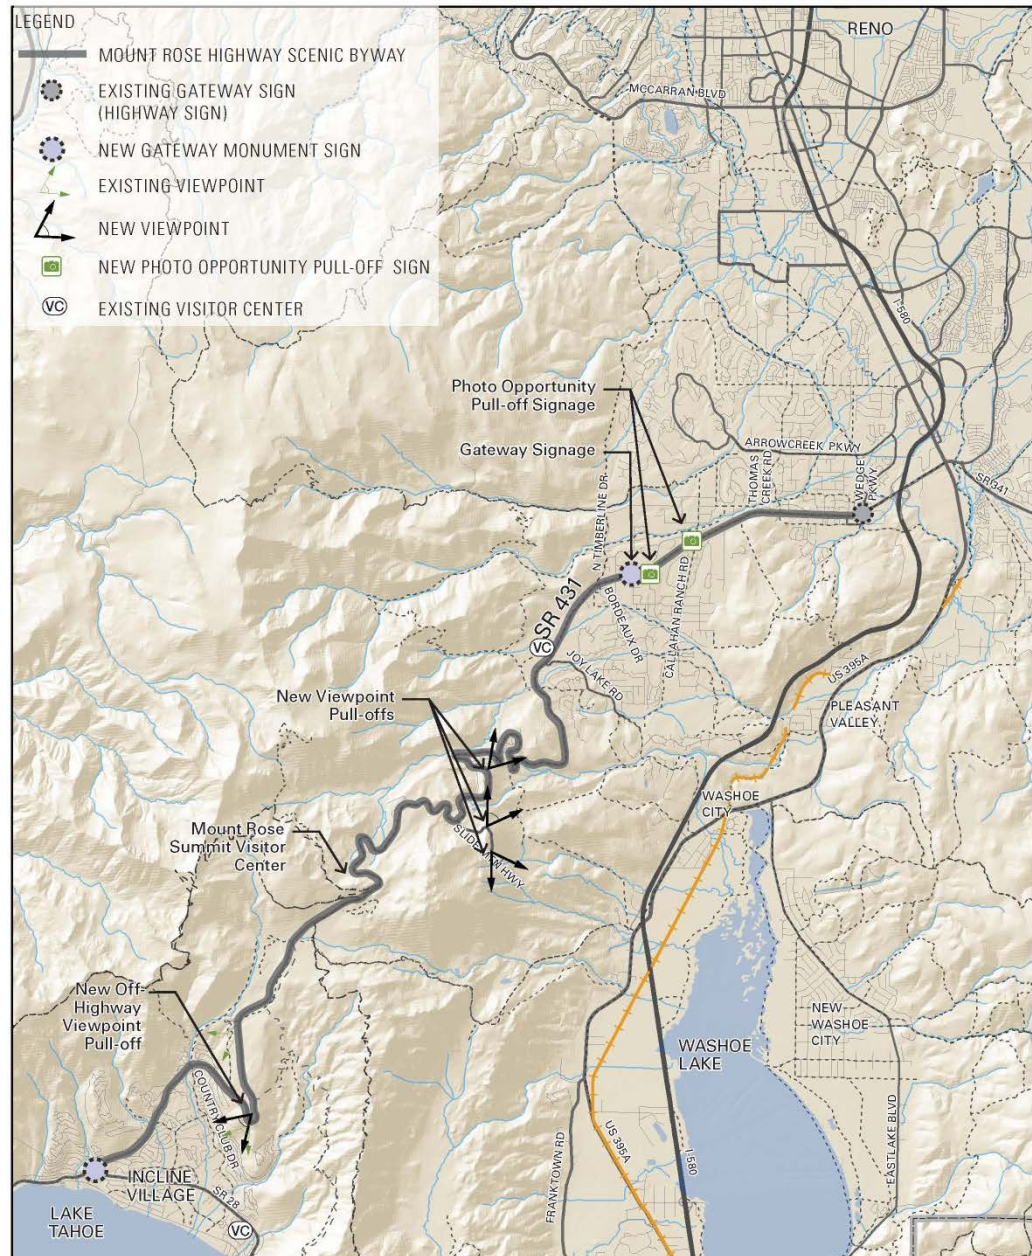 LEGEND
MOUNT ROSE HIGHWAY SCENIC BYWAY
EXISTING GATEWAY SIGN
(HIGHWAY SIGN)
NEW GATEWAY MONUMENT SIGN
EXISTING VIEWPOINT
NEW VIEWPOINT
NEW PHOTO OPPORTUNITY PULL-OFF SIGN
VC
EXISTING VISITOR CENTER
RENO
MCCARRAN BLVD
I-580
Photo Opportunity
Pull-off Signage
Gateway Signage
ARROWCREEK PKWY
THOMAS
CREEK RD
WEDGE
PKWY
SR 341
N TIMBERLINE DR
SR 431
VC
BORDEAUX DR
CALLAHAN RANCH RD
JOY LAKE RD
US 395A
PLEASANT
VALLEY
New Viewpoint
Pull-offs
WASHOE
CITY
SLIDE MTN HWY
Mount Rose
Summit Visitor
Center
New Off-
Highway
Viewpoint
Pull-off
NEW
WASHOE
CITY
WASHOE
LAKE
COUNTRY CLUB DR
US 395A
I 580
FRANKTOWN RD
EASTLAKE BLVD
INCLINE
VILLAGE
SR 28
LAKE
TAHOE
VC